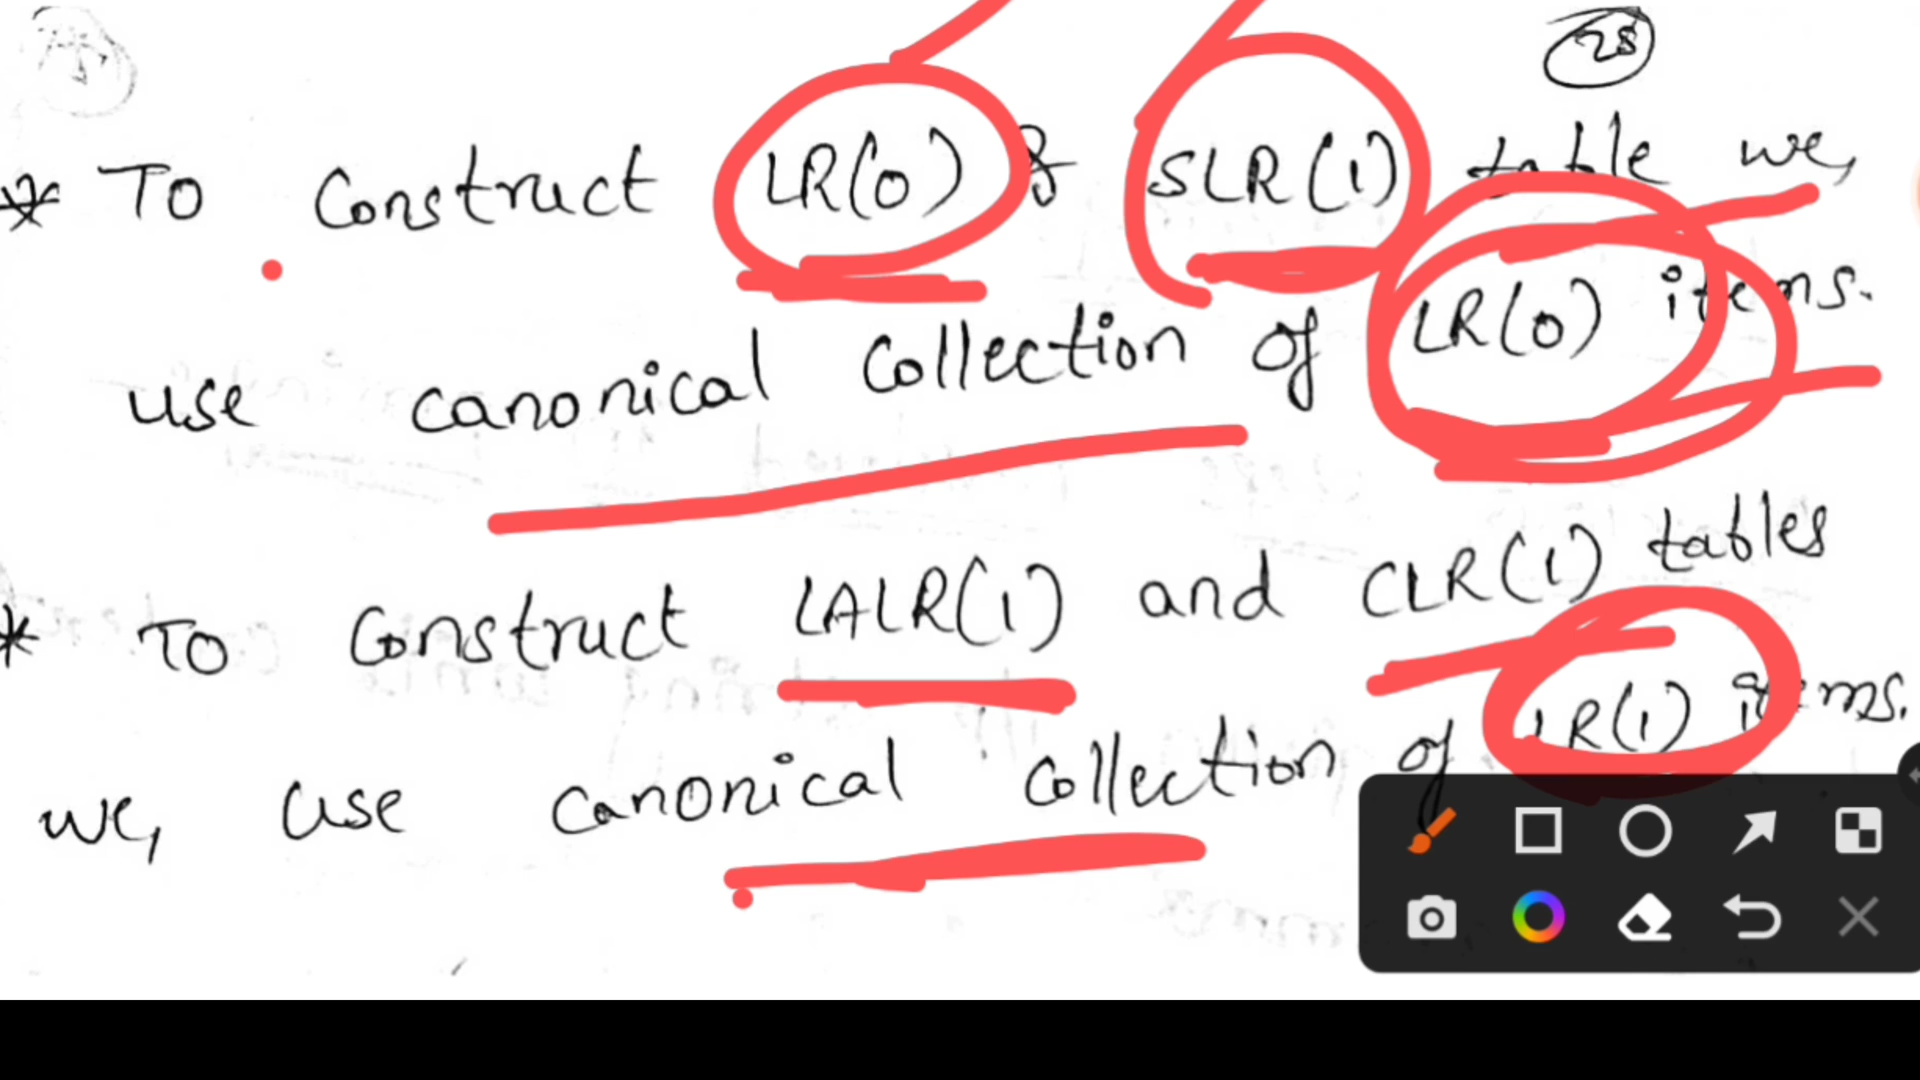 28
* To Construct LR(0) & SLR(1) table we,
use canonical collection of LR(0) items.
* To Construct LALR(1) and CLR(1) tables
we, use canonical collection of LR(1) items.